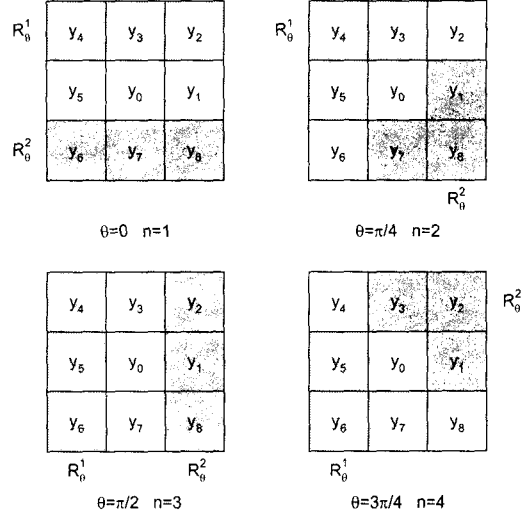 R_θ^1 y₄ y₃ y₂
y₅ y₀ y₁
R_θ^2 y₆ y₇ y₈
θ=0 n=1
R_θ^1 y₄ y₃ y₂
y₅ y₀ y₁
y₆ y₇ y₈
R_θ^2
θ=π/4 n=2
y₄ y₃ y₂
y₅ y₀ y₁
y₆ y₇ y₈
R_θ^1 R_θ^2
θ=π/2 n=3
y₄ y₃ y₂ R_θ^2
y₅ y₀ y₁
y₆ y₇ y₈
R_θ^1
θ=3π/4 n=4